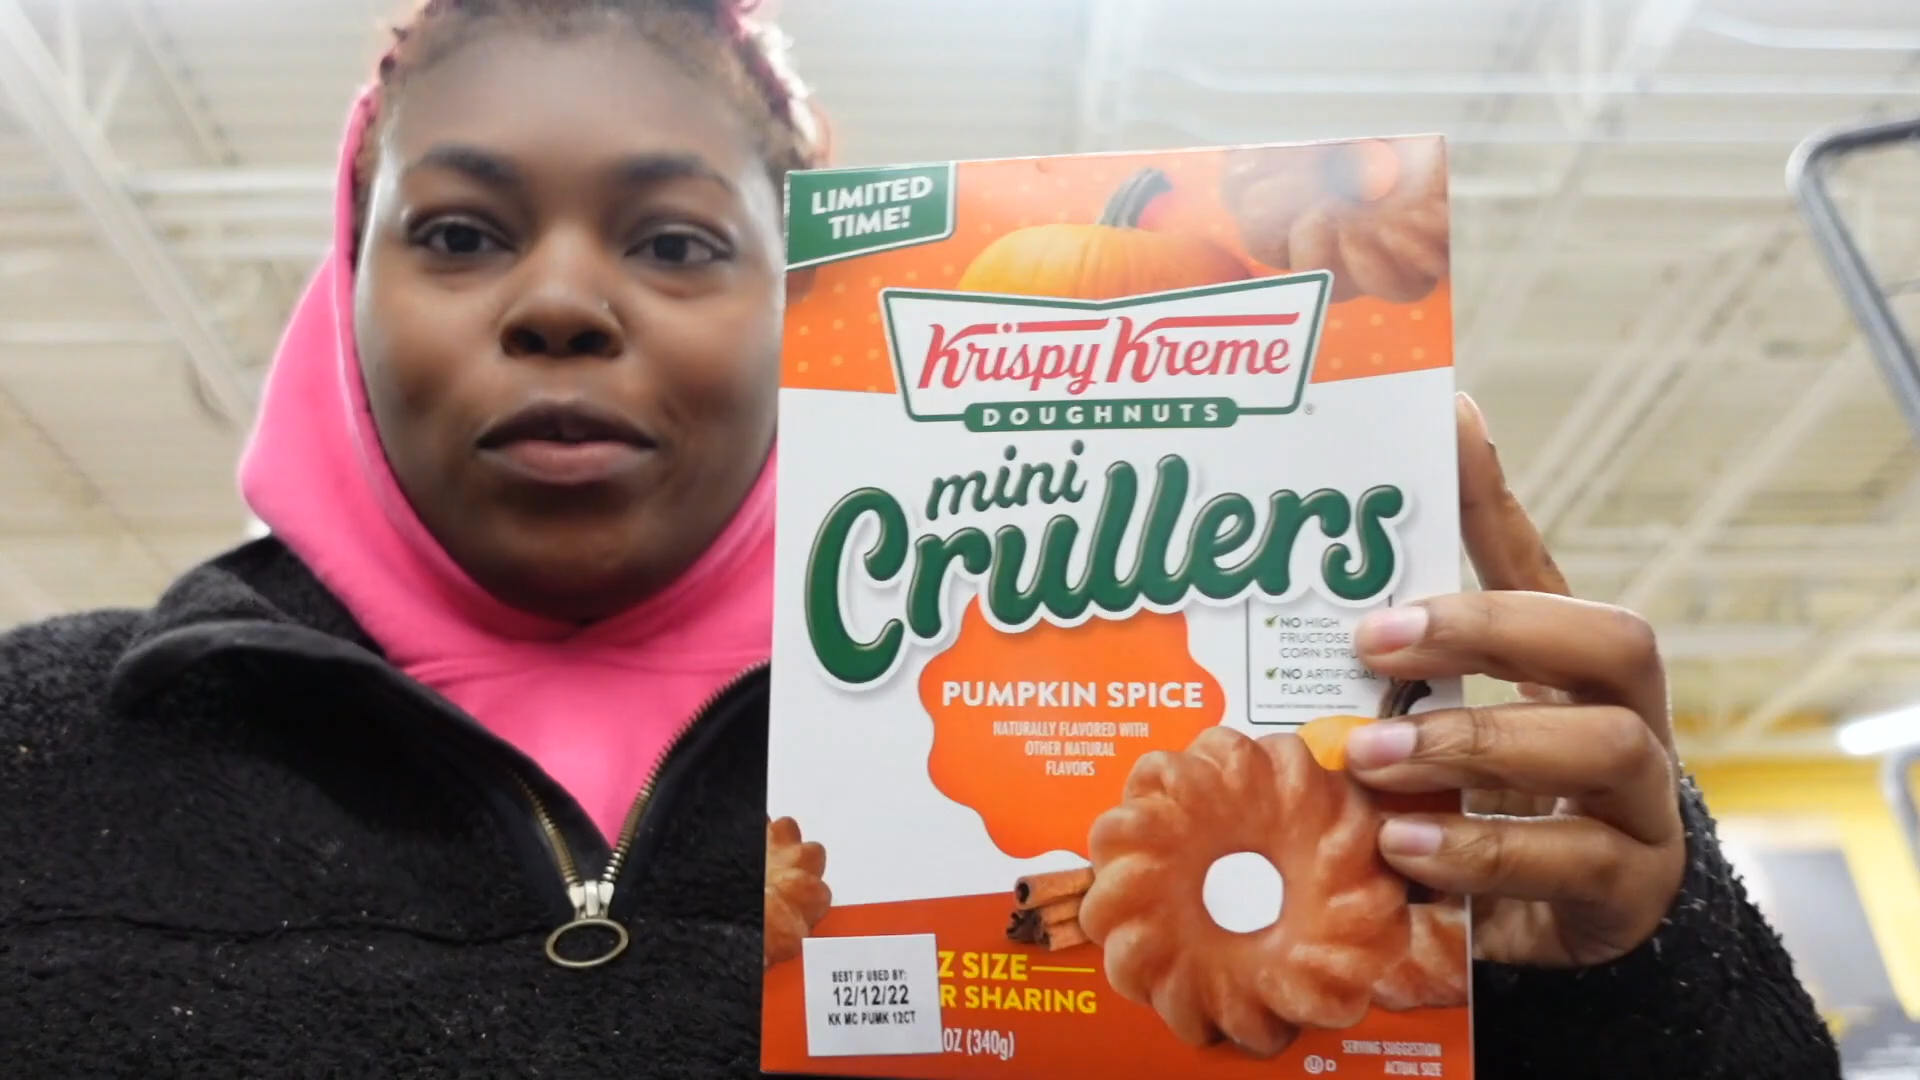 LIMITED
TIME!
Krispy Kreme
DOUGHNUTS
mini
Crullers
NO HIGH
FRUCTOSE
CORN SYRU
NO ARTIFICIAL
FLAVORS
PUMPKIN SPICE
NATURALLY FLAVORED WITH
OTHER NATURAL
FLAVORS
Z SIZE
R SHARING
BEST IF USED BY:
12/12/22
KK MC PUMK 12CT
OZ (340g)
SERVING SUGGESTION
ACTUAL SIZE
U D